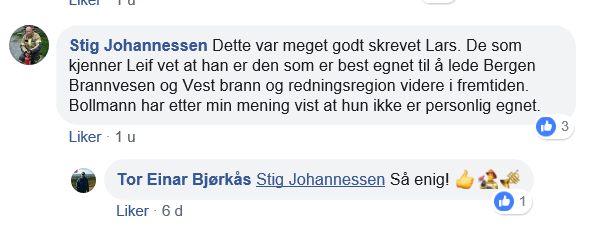 Liker · 1 u
Stig Johannessen Dette var meget godt skrevet Lars. De som
kjenner Leif vet at han er den som er best egnet til å lede Bergen
Brannvesen og Vest brann og redningsregion videre i fremtiden.
Bollmann har etter min mening vist at hun ikke er personlig egnet.
3
Liker · 1 u
Tor Einar Bjørkås Stig Johannessen Så enig! 👍
1
Liker · 6 d